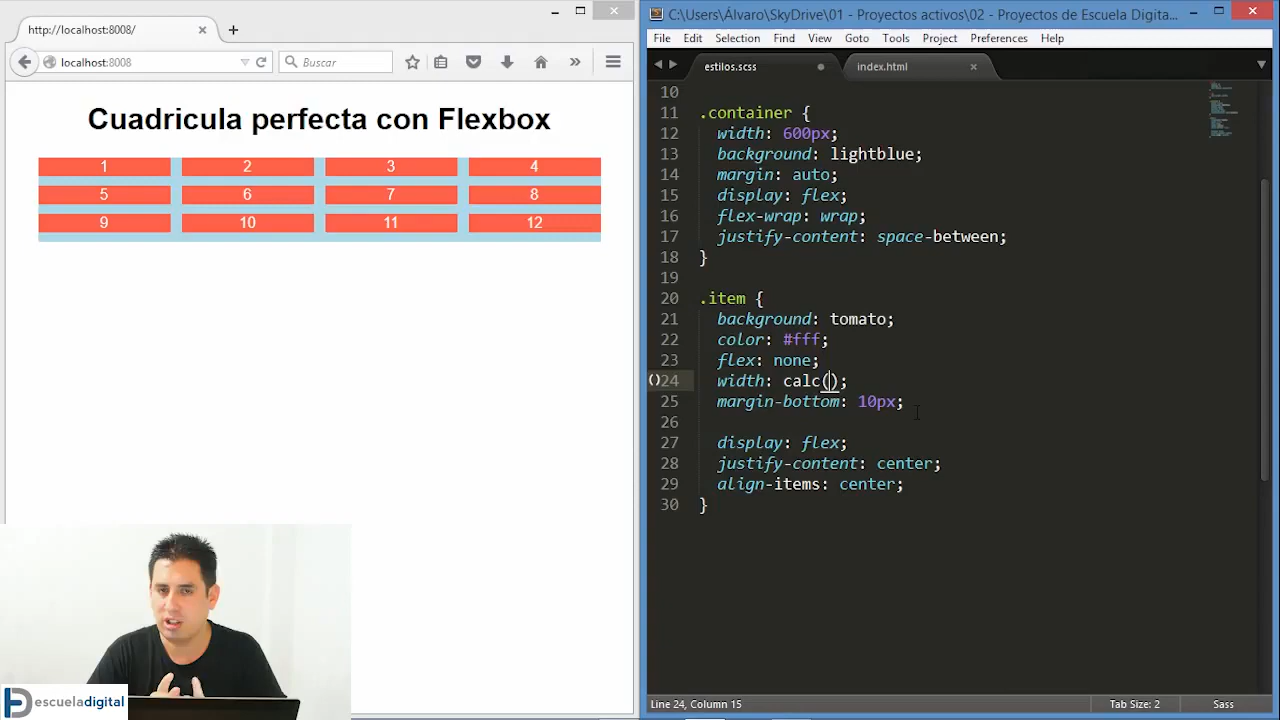 http://localhost:8008/
localhost:8008
Buscar
Cuadricula perfecta con Flexbox
1 2 3 4
5 6 7 8
9 10 11 12
escueladigital
C:\Users\Álvaro\SkyDrive\01 - Proyectos activos\02 - Proyectos de Escuela Digita...
File Edit Selection Find View Goto Tools Project Preferences Help
estilos.scss index.html
10
11 .container {
12 width: 600px;
13 background: lightblue;
14 margin: auto;
15 display: flex;
16 flex-wrap: wrap;
17 justify-content: space-between;
18 }
19
20 .item {
21 background: tomato;
22 color: #fff;
23 flex: none;
24 width: calc();
25 margin-bottom: 10px;
26
27 display: flex;
28 justify-content: center;
29 align-items: center;
30 }
Line 24, Column 15 Tab Size: 2 Sass